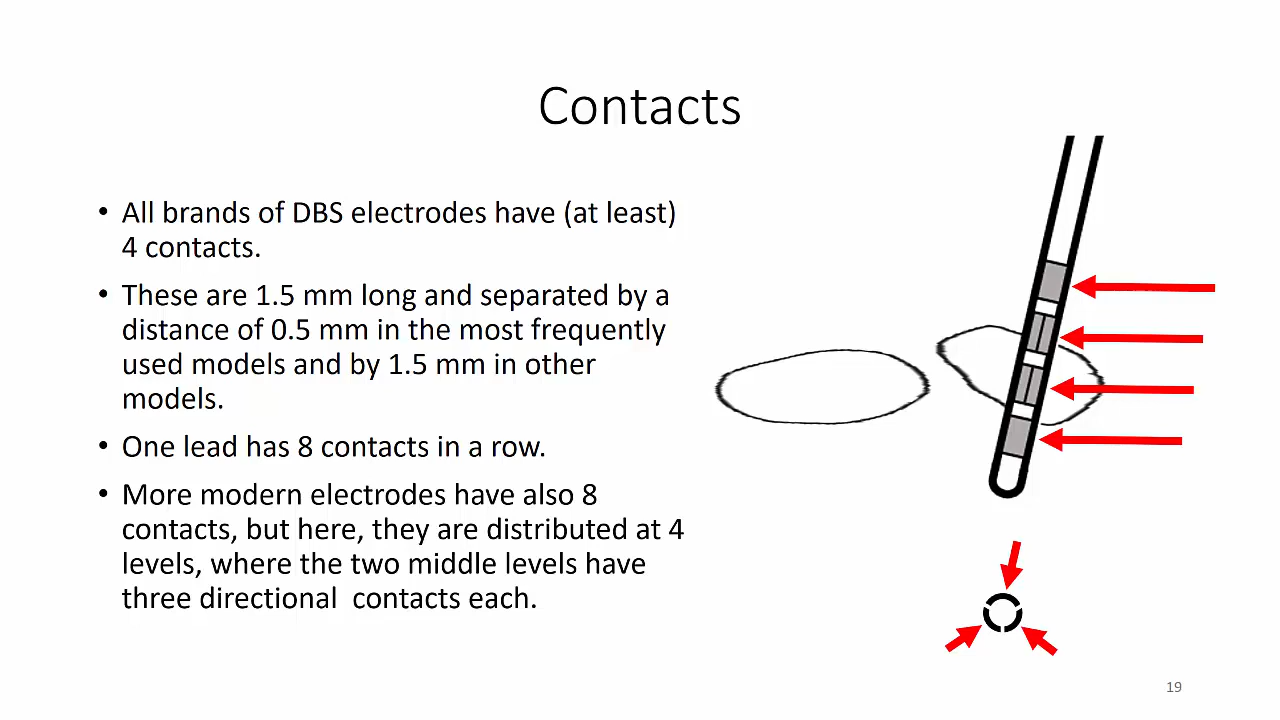 Contacts
• All brands of DBS electrodes have (at least)
4 contacts.
• These are 1.5 mm long and separated by a
distance of 0.5 mm in the most frequently
used models and by 1.5 mm in other
models.
• One lead has 8 contacts in a row.
• More modern electrodes have also 8
contacts, but here, they are distributed at 4
levels, where the two middle levels have
three directional  contacts each.
19